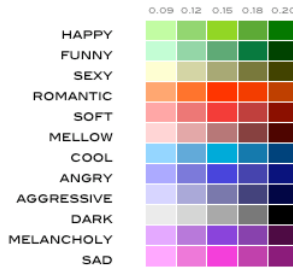 0.09 0.12 0.15 0.18 0.20
HAPPY
FUNNY
SEXY
ROMANTIC
SOFT
MELLOW
COOL
ANGRY
AGGRESSIVE
DARK
MELANCHOLY
SAD